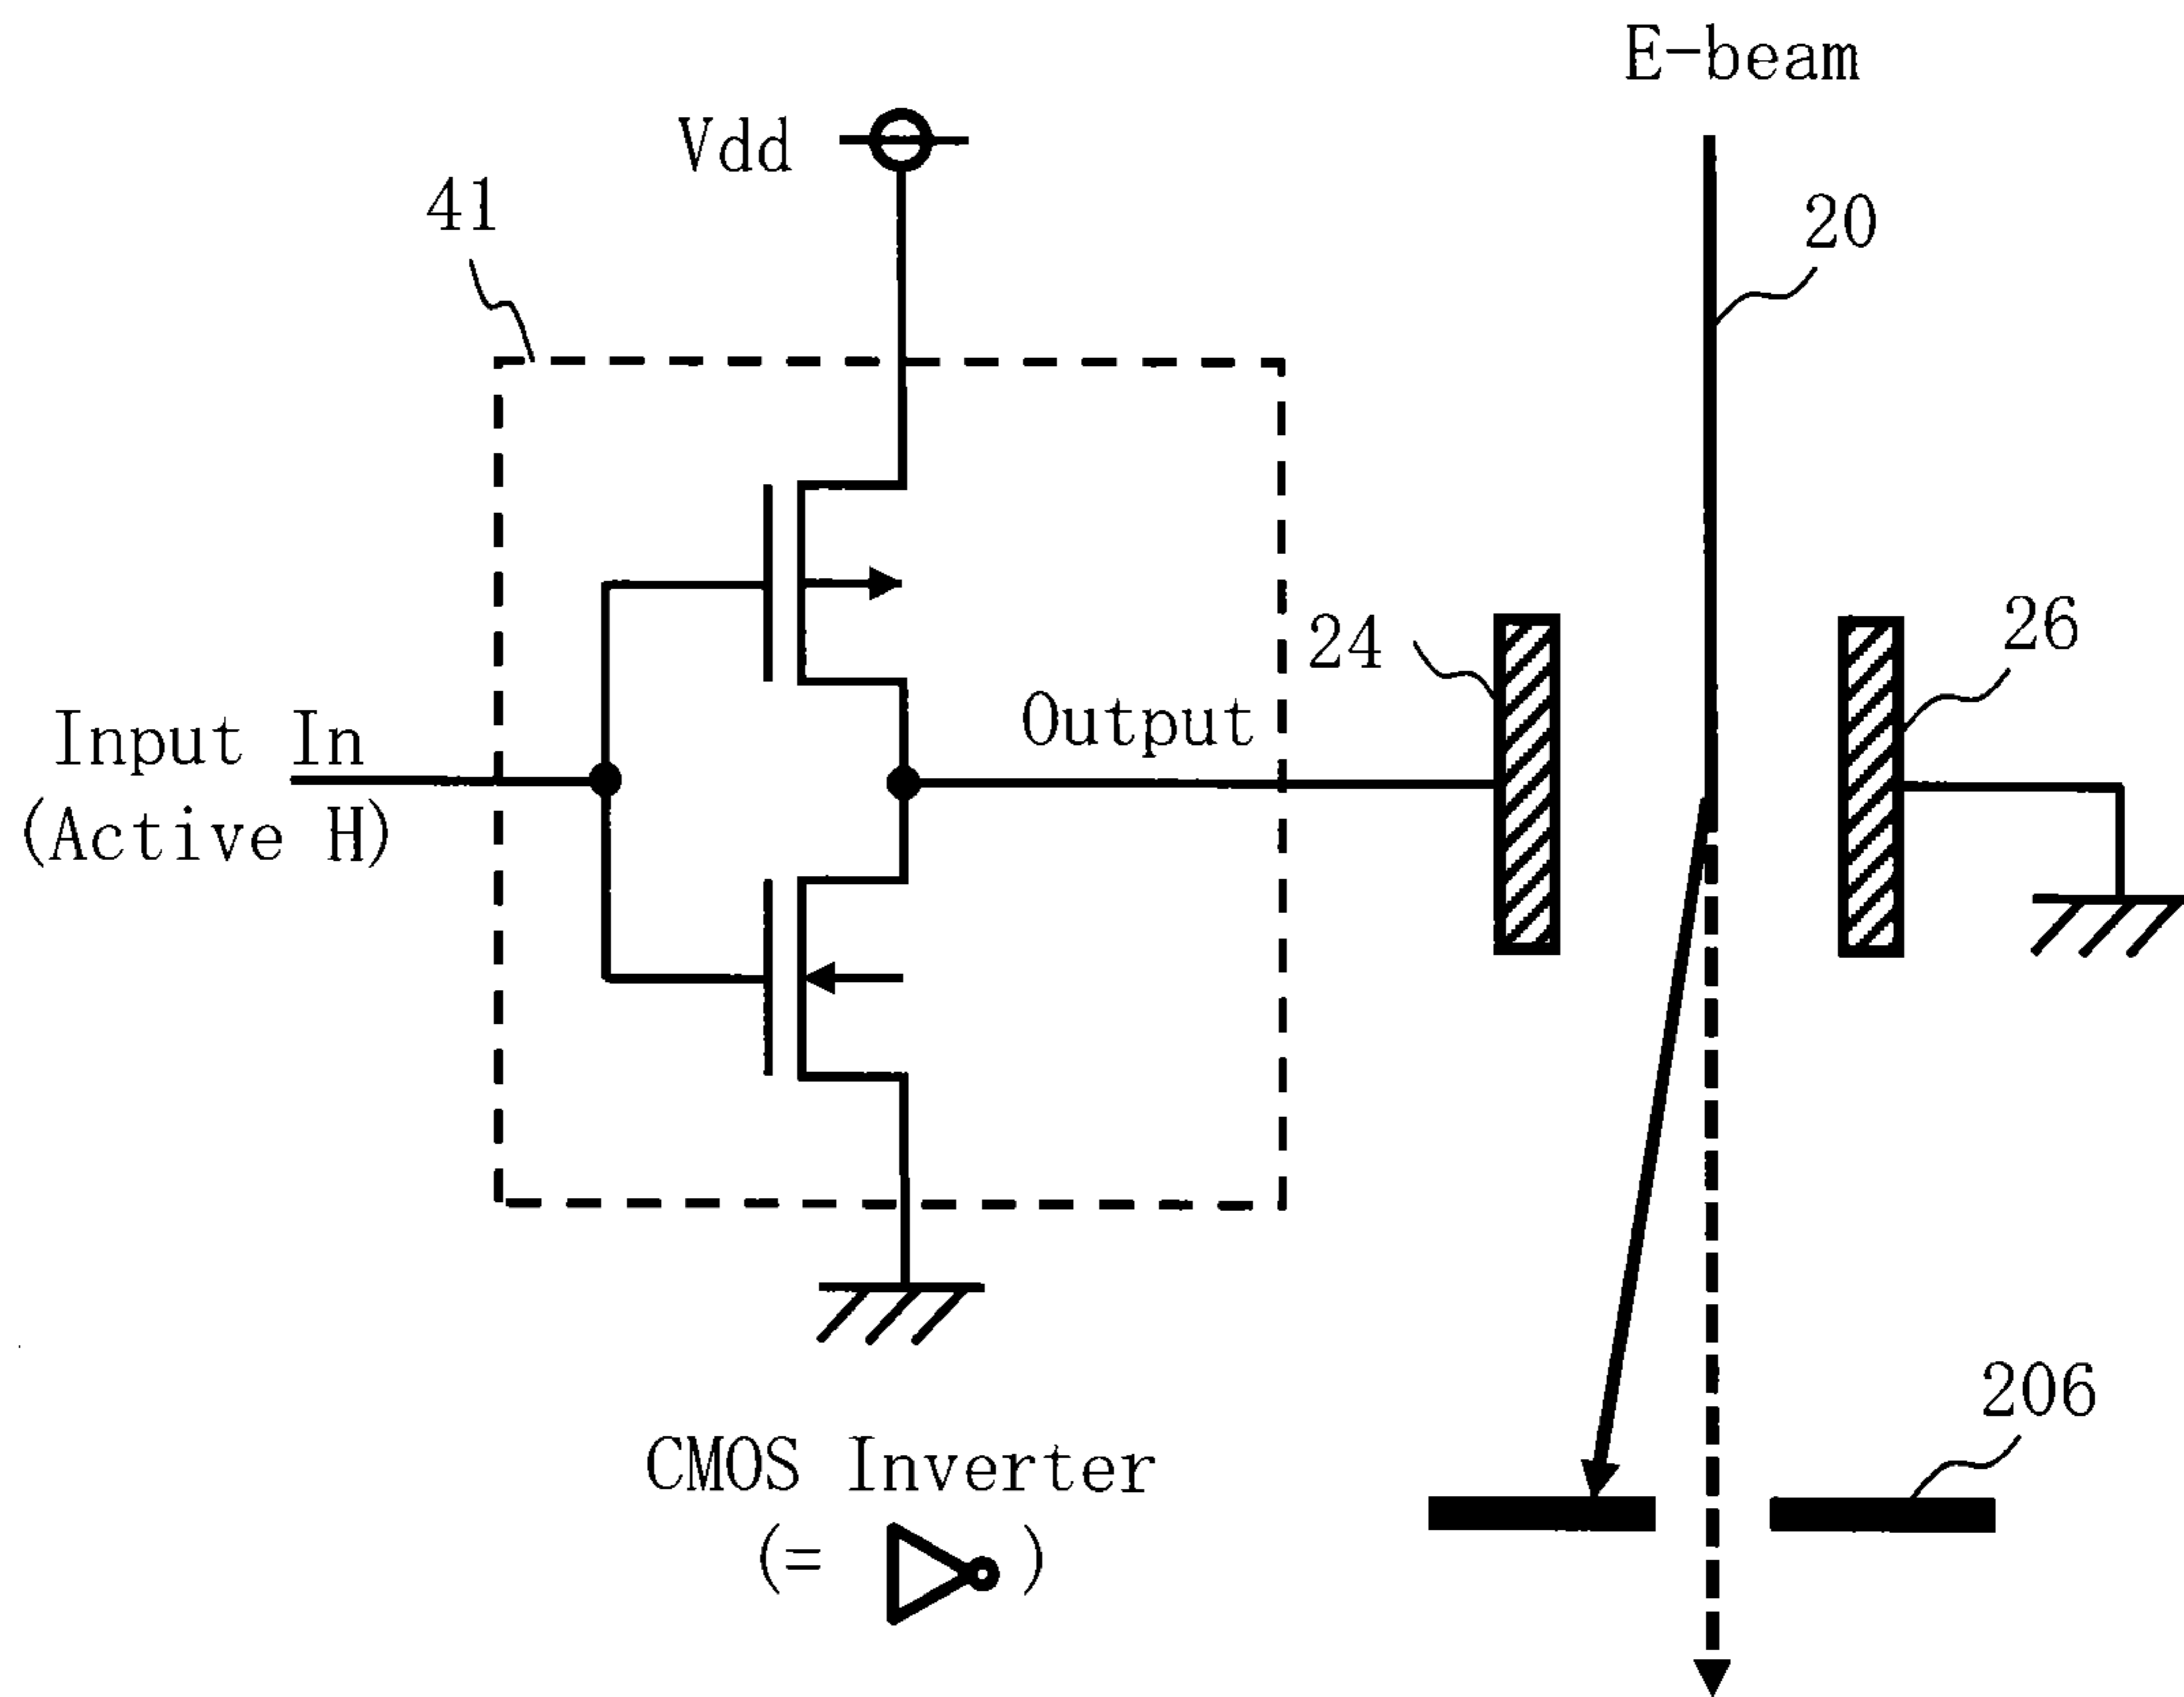 E-beam
Vdd
41
20
24
26
Output
Input In
(Active H)
206
CMOS Inverter
(= )